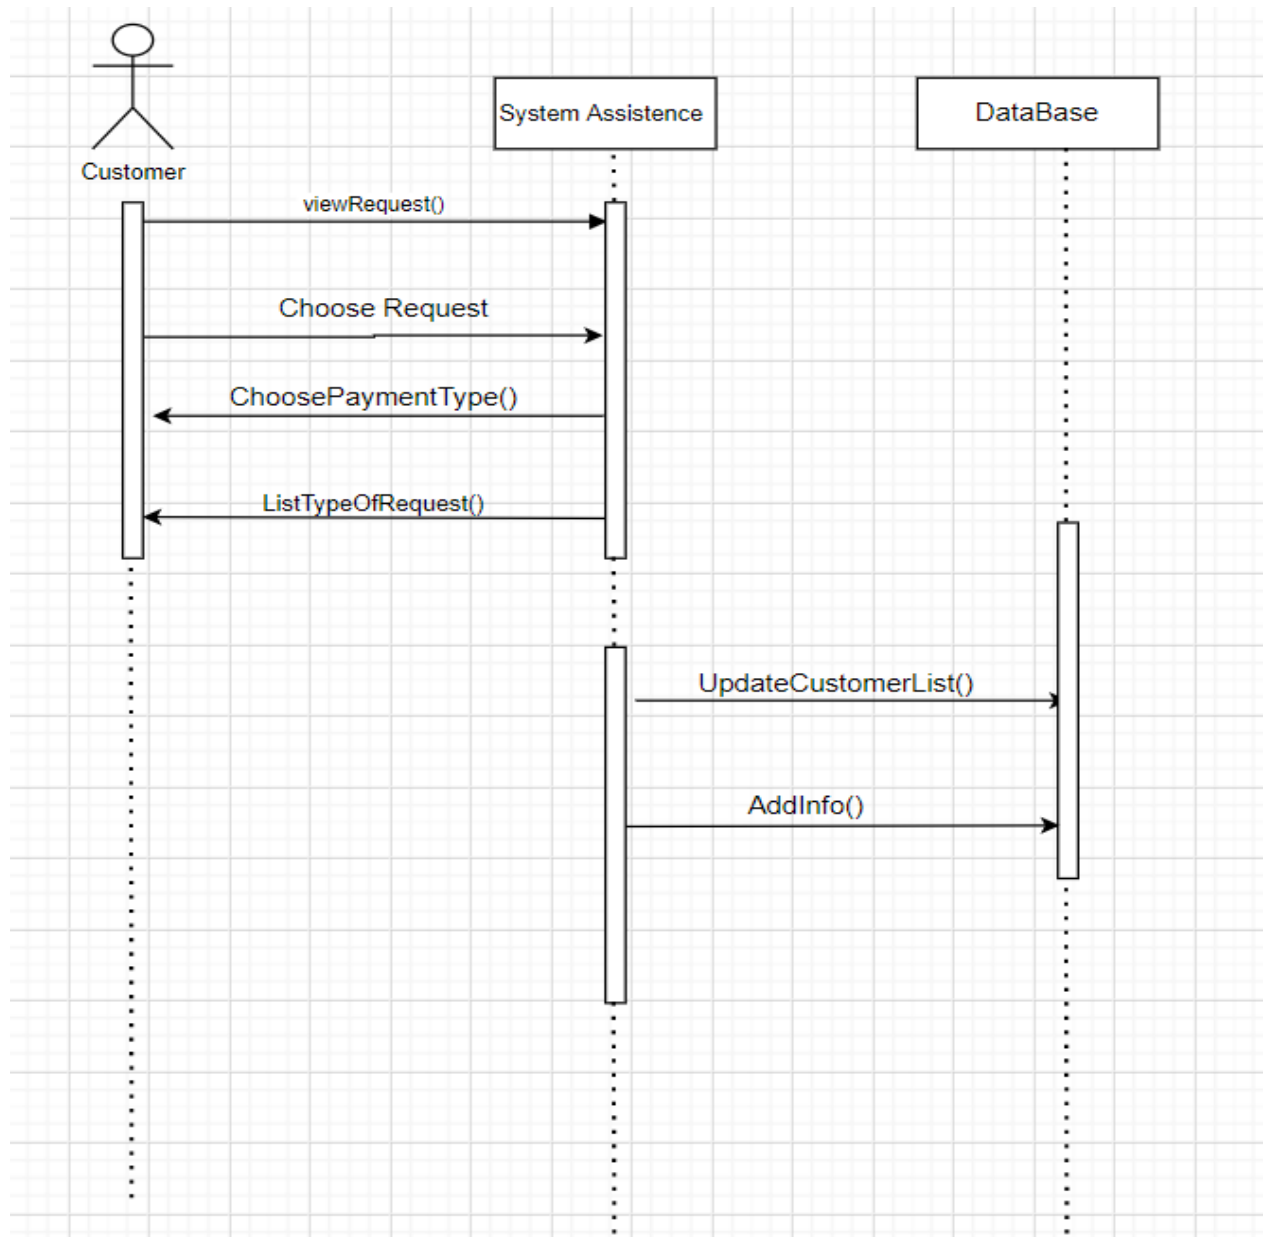 System Assistence
DataBase
Customer
viewRequest()
Choose Request
ChoosePaymentType()
ListTypeOfRequest()
UpdateCustomerList()
AddInfo()